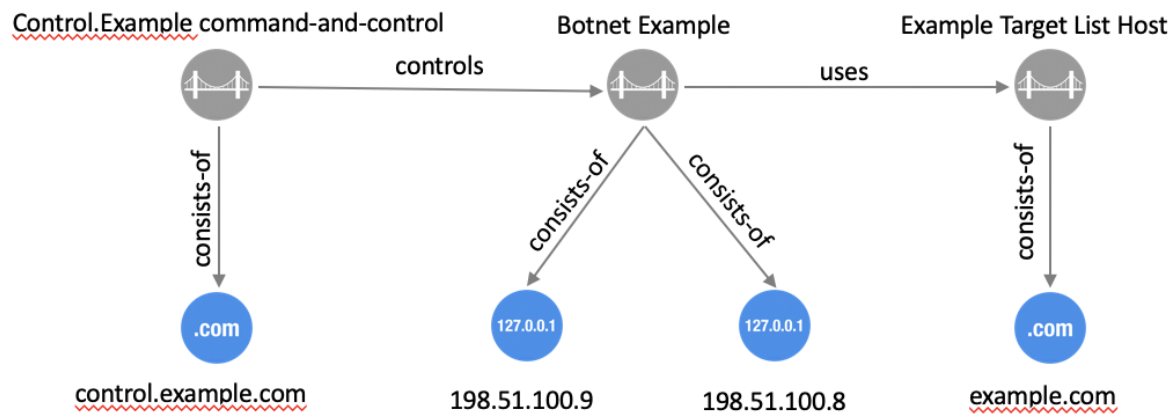 Control.Example command-and-control
Botnet Example
Example Target List Host
controls
uses
consists-of
consists-of
consists-of
consists-of
.com
127.0.0.1
127.0.0.1
.com
control.example.com
198.51.100.9
198.51.100.8
example.com